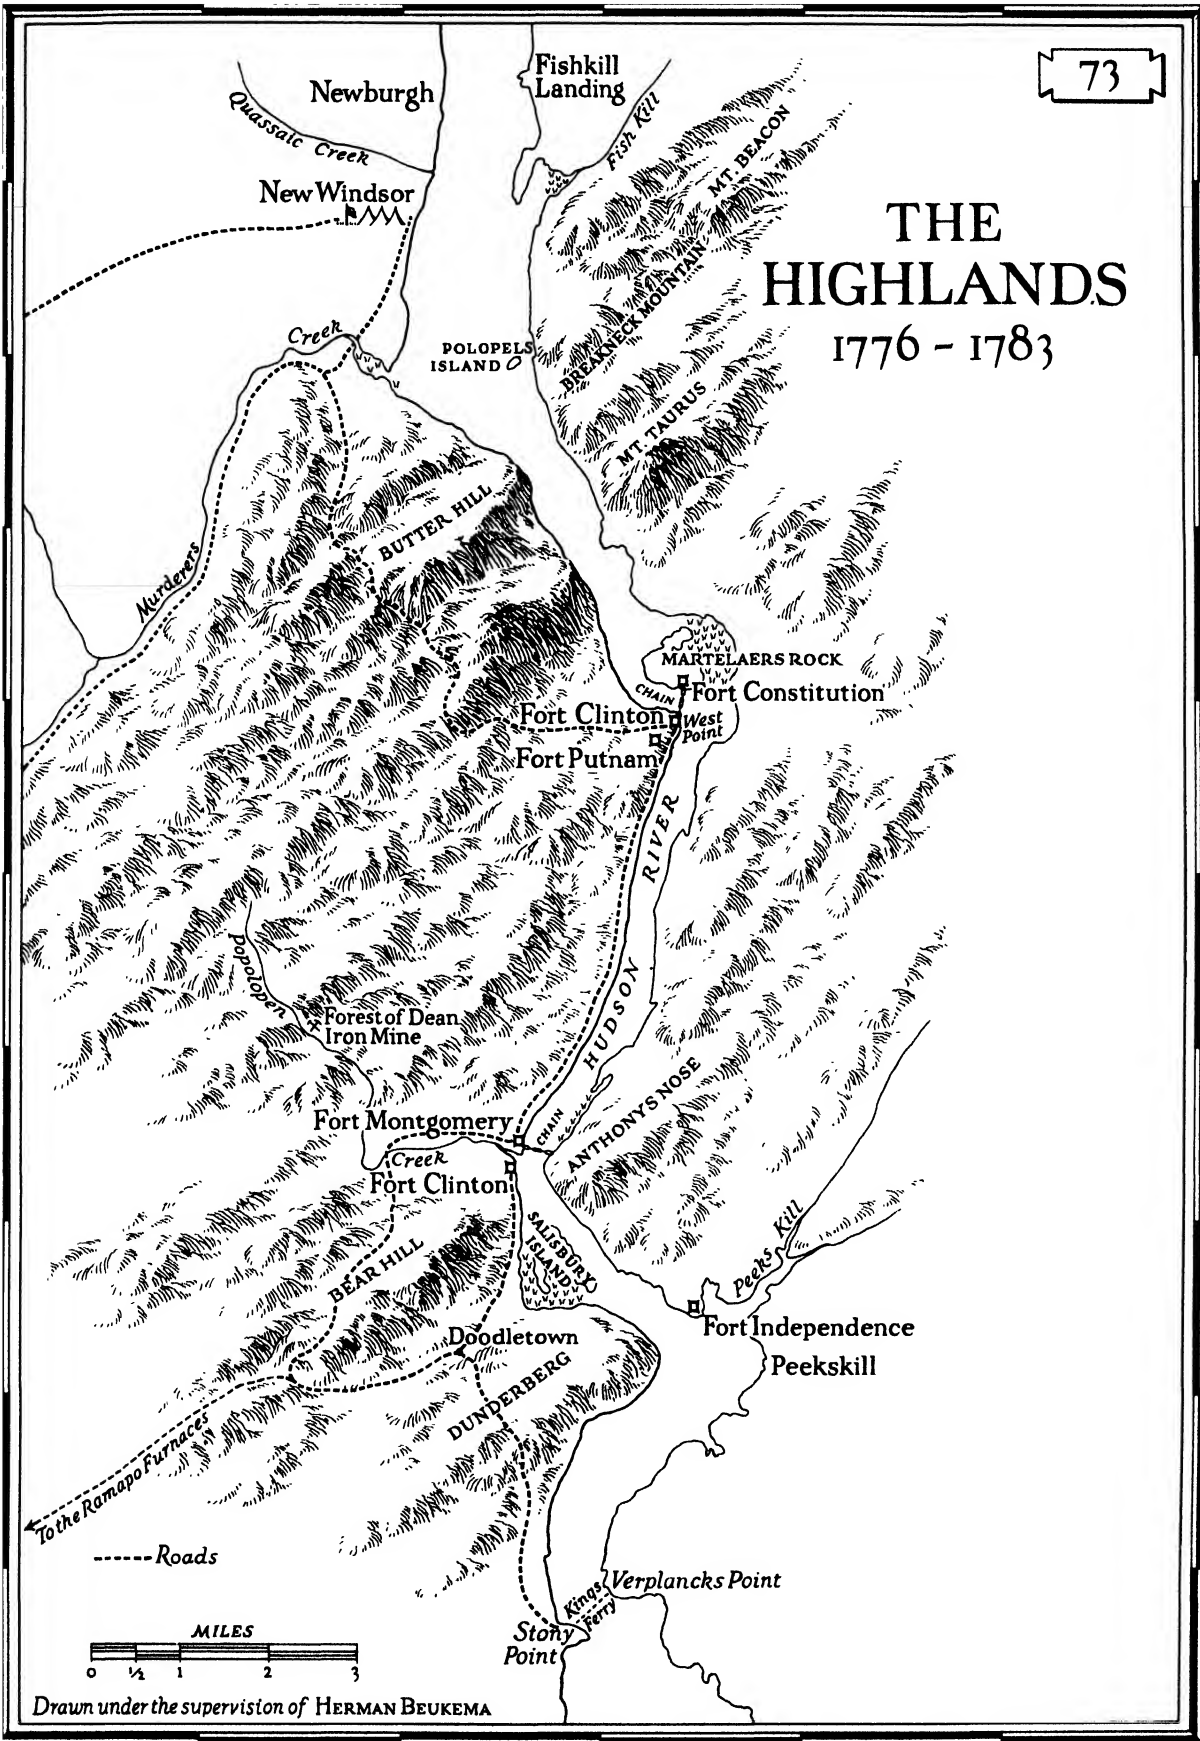 73
THE
HIGHLANDS
1776 - 1783
Fishkill
Landing
Newburgh
Quassaic Creek
Fish Kill
New Windsor
MT. BEACON
BREAKNECK MOUNTAIN
Creek
POLOPELS
ISLAND
MT. TAURUS
BUTTER HILL
Murderers
MARTELAERS ROCK
CHAIN
Fort Constitution
Fort Clinton
West
Point
Fort Putnam
HUDSON RIVER
Popolopen
Forest of Dean
Iron Mine
Fort Montgomery
CHAIN
ANTHONYS NOSE
Creek
Fort Clinton
SALISBURY
ISLAND
BEAR HILL
Peeks Kill
Fort Independence
Doodletown
Peekskill
DUNDERBERG
To the Ramapo Furnaces
Roads
Verplancks Point
Kings
Ferry
Stony
Point
MILES
0 ½ 1 2 3
Drawn under the supervision of HERMAN BEUKEMA